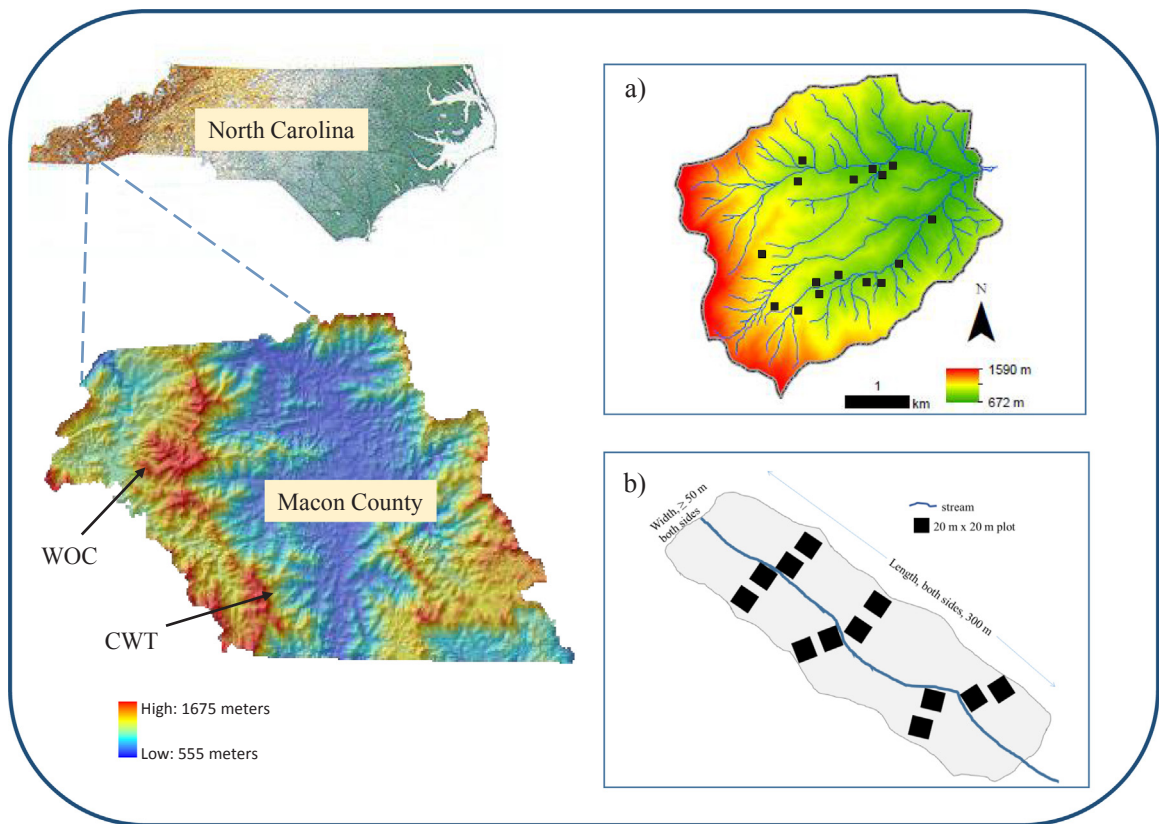 North Carolina
Macon County
WOC
CWT
High: 1675 meters
Low: 555 meters
a)
N
1
km
1590 m
672 m
b)
Width, ≥ 50 m
both sides
stream
20 m x 20 m plot
Length, both sides, 300 m